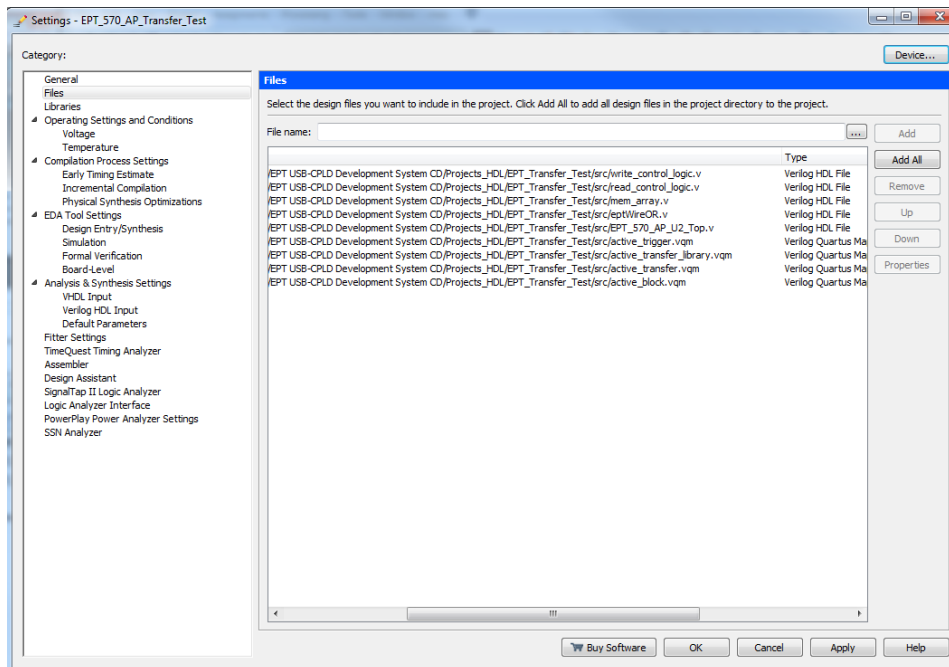 Settings - EPT_570_AP_Transfer_Test
Category:
Device...
General
Files
Libraries
Operating Settings and Conditions
Voltage
Temperature
Compilation Process Settings
Early Timing Estimate
Incremental Compilation
Physical Synthesis Optimizations
EDA Tool Settings
Design Entry/Synthesis
Simulation
Formal Verification
Board-Level
Analysis & Synthesis Settings
VHDL Input
Verilog HDL Input
Default Parameters
Fitter Settings
TimeQuest Timing Analyzer
Assembler
Design Assistant
SignalTap II Logic Analyzer
Logic Analyzer Interface
PowerPlay Power Analyzer Settings
SSN Analyzer
Files
Select the design files you want to include in the project. Click Add All to add all design files in the project directory to the project.
File name:
...
Add
Type
Add All
/EPT USB-CPLD Development System CD/Projects_HDL/EPT_Transfer_Test/src/write_control_logic.v Verilog HDL File
/EPT USB-CPLD Development System CD/Projects_HDL/EPT_Transfer_Test/src/read_control_logic.v Verilog HDL File
/EPT USB-CPLD Development System CD/Projects_HDL/EPT_Transfer_Test/src/mem_array.v Verilog HDL File
/EPT USB-CPLD Development System CD/Projects_HDL/EPT_Transfer_Test/src/eptWireOR.v Verilog HDL File
/EPT USB-CPLD Development System CD/Projects_HDL/EPT_Transfer_Test/src/EPT_570_AP_U2_Top.v Verilog HDL File
/EPT USB-CPLD Development System CD/Projects_HDL/EPT_Transfer_Test/src/active_trigger.vqm Verilog Quartus Ma
/EPT USB-CPLD Development System CD/Projects_HDL/EPT_Transfer_Test/src/active_transfer_library.vqm Verilog Quartus Ma
/EPT USB-CPLD Development System CD/Projects_HDL/EPT_Transfer_Test/src/active_transfer.vqm Verilog Quartus Ma
/EPT USB-CPLD Development System CD/Projects_HDL/EPT_Transfer_Test/src/active_block.vqm Verilog Quartus Ma
Remove
Up
Down
Properties
Buy Software
OK
Cancel
Apply
Help